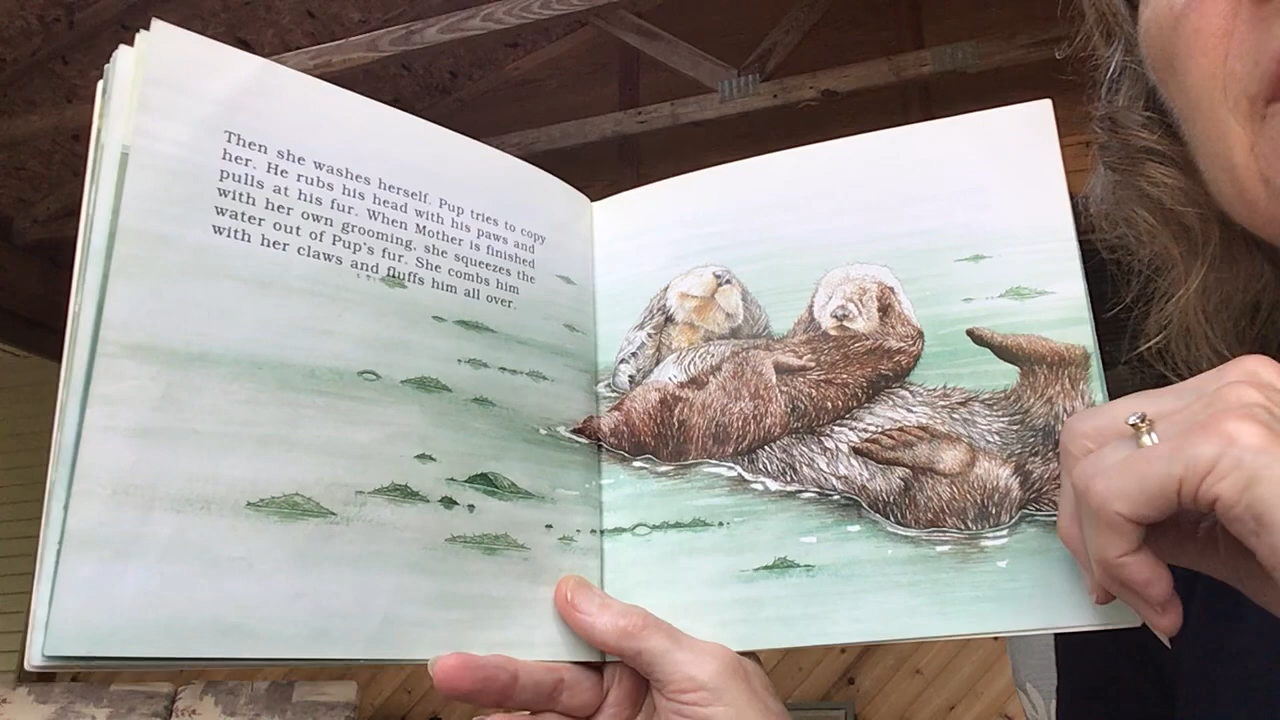 Then she washes herself. Pup tries to copy
her. He rubs his head with his paws and
pulls at his fur. When Mother is finished
with her own grooming, she squeezes the
water out of Pup's fur. She combs him
with her claws and fluffs him all over.